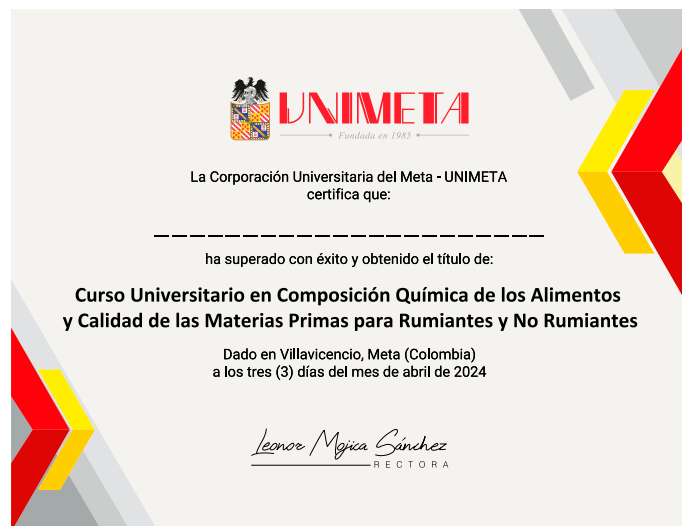 UNIMETA
Fundada en 1985
La Corporación Universitaria del Meta - UNIMETA
certifica que:
ha superado con éxito y obtenido el título de:
Curso Universitario en Composición Química de los Alimentos
y Calidad de las Materias Primas para Rumiantes y No Rumiantes
Dado en Villavicencio, Meta (Colombia)
a los tres (3) días del mes de abril de 2024
Leonor Mojica Sánchez
RECTORA